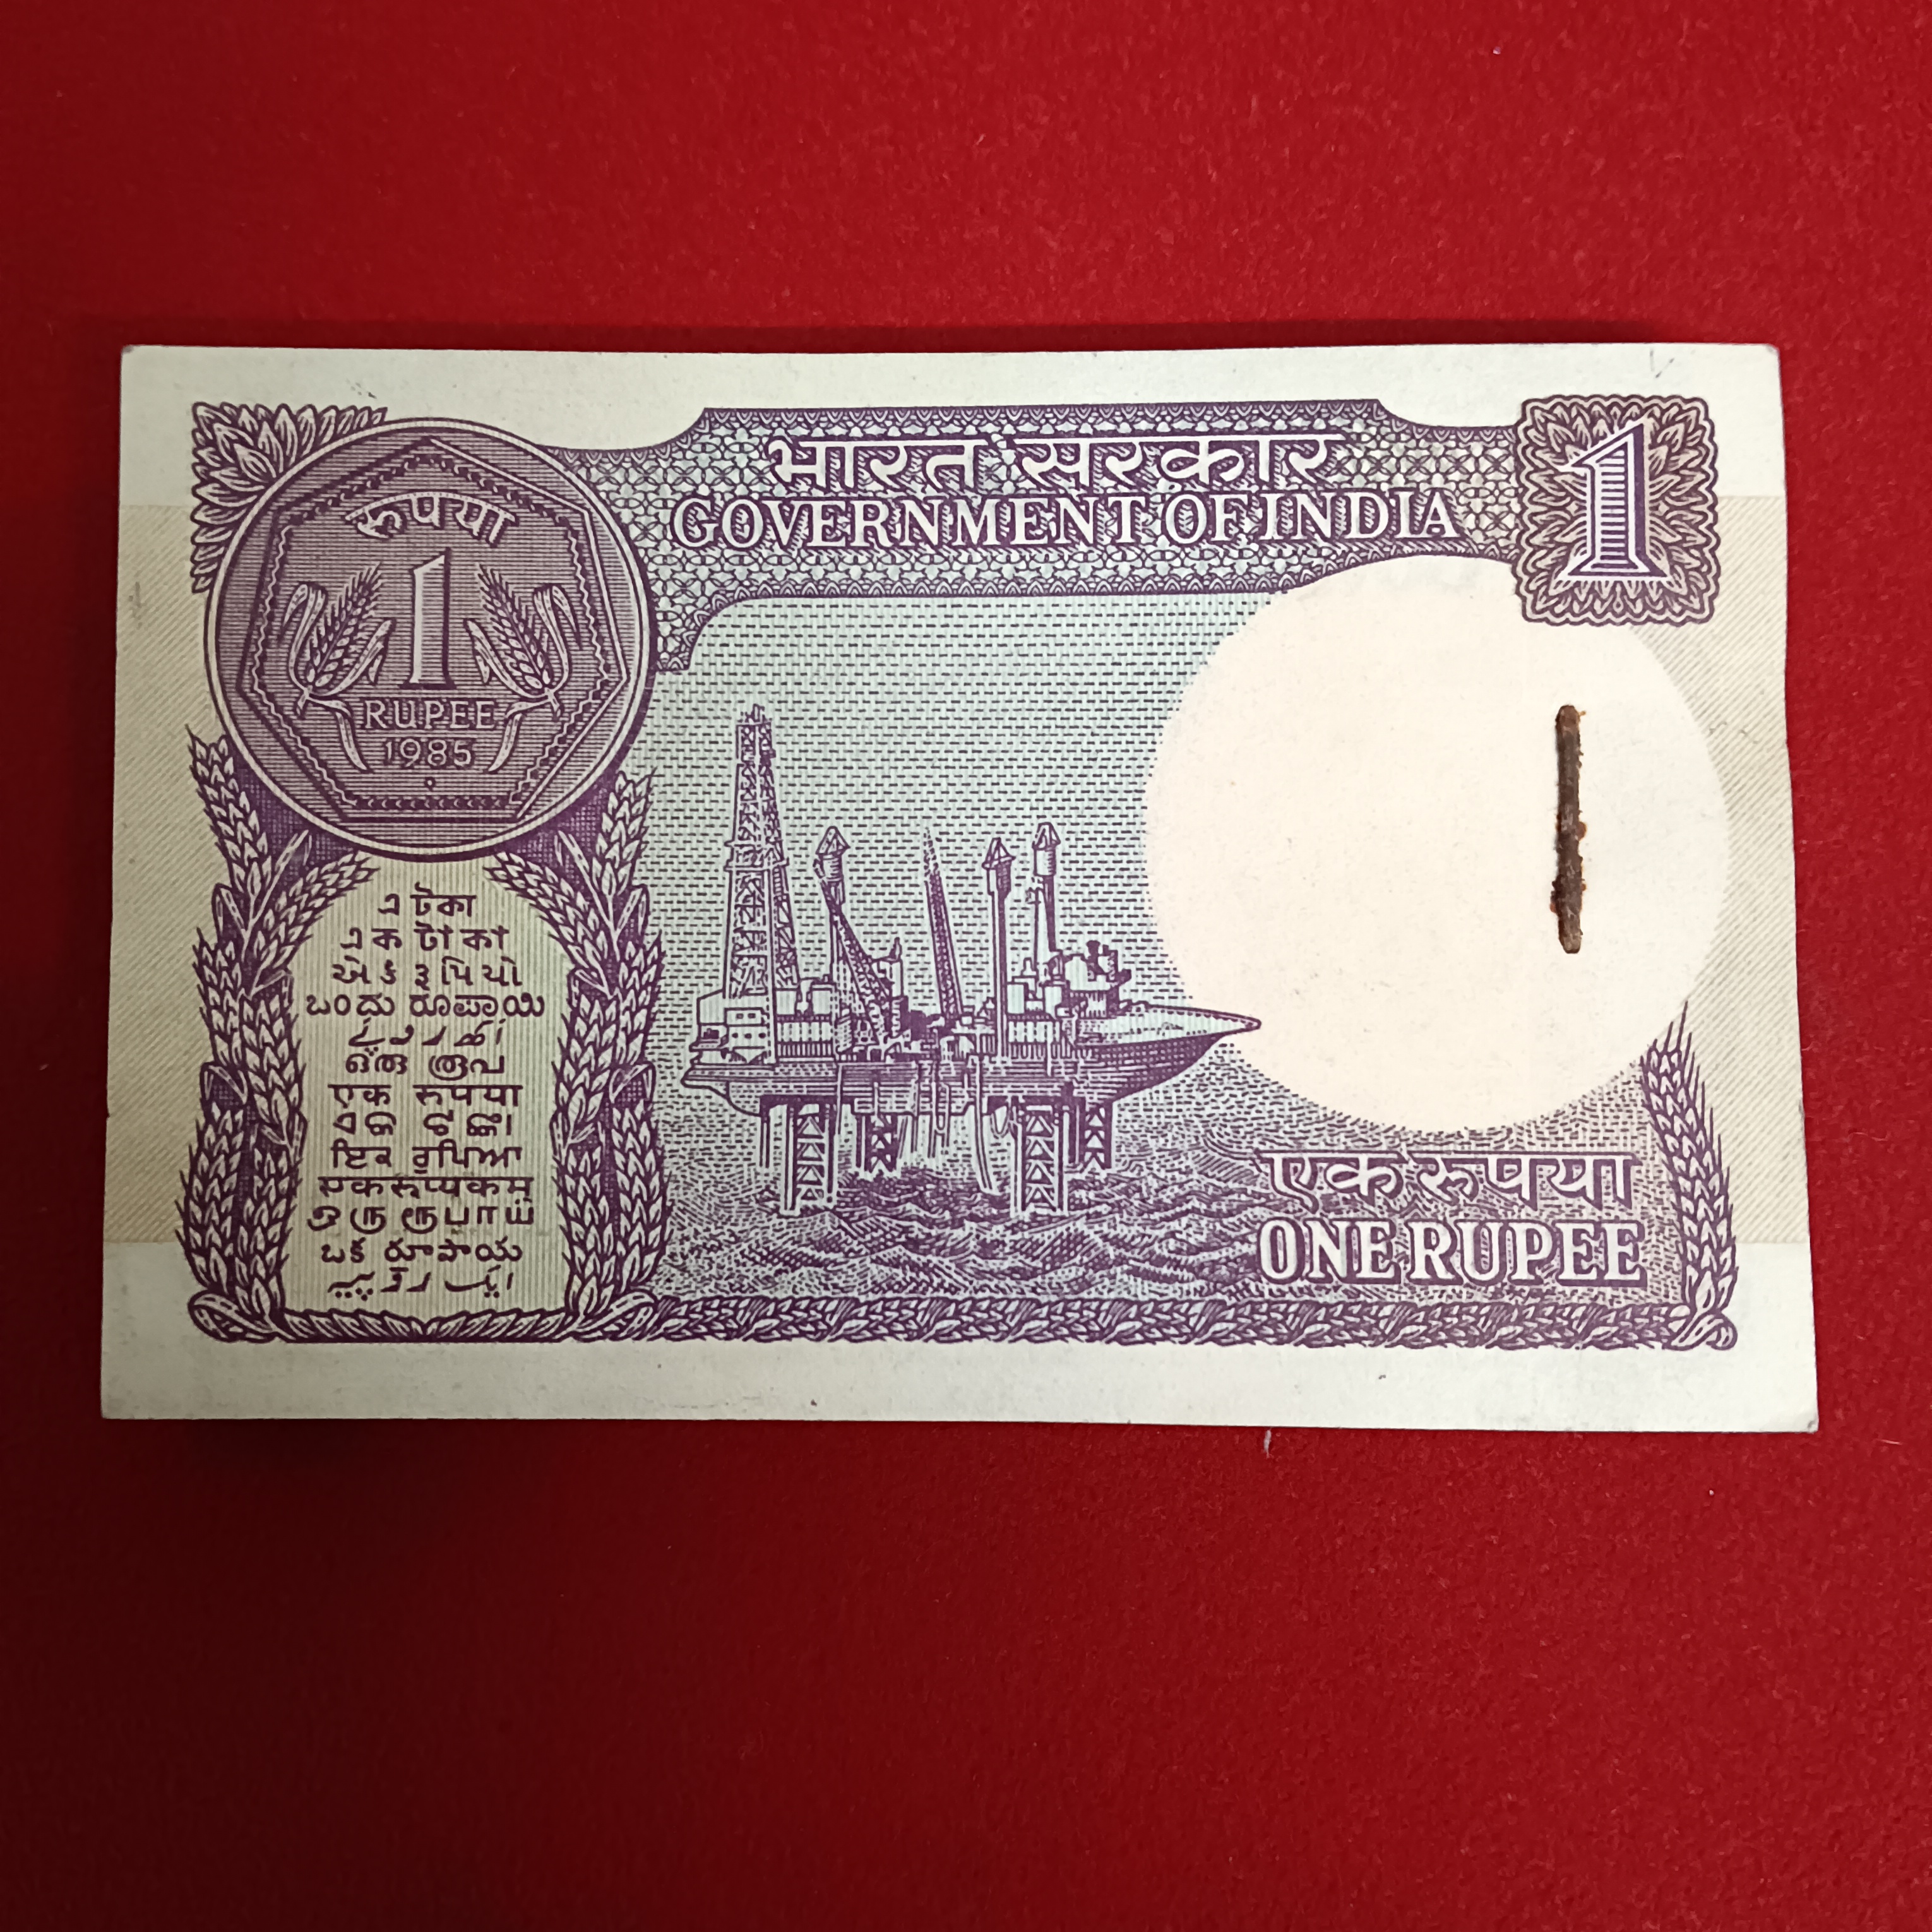 भारत सरकार
GOVERNMENT OF INDIA
1
रुपया
1
RUPEE
1985
এ টকা
এক টাকা
એક રૂપિયો
ಒಂದು ರೂಪಾಯಿ
ഒരു രൂപ
एक रुपया
ଏକ ଟଙ୍କା
ਇਕ ਰੁਪਿਆ
एकरूप्यकम्
ஒரு ரூபாய்
ఒక రూపాయ
ایک روپیہ
एक रुपया
ONE RUPEE